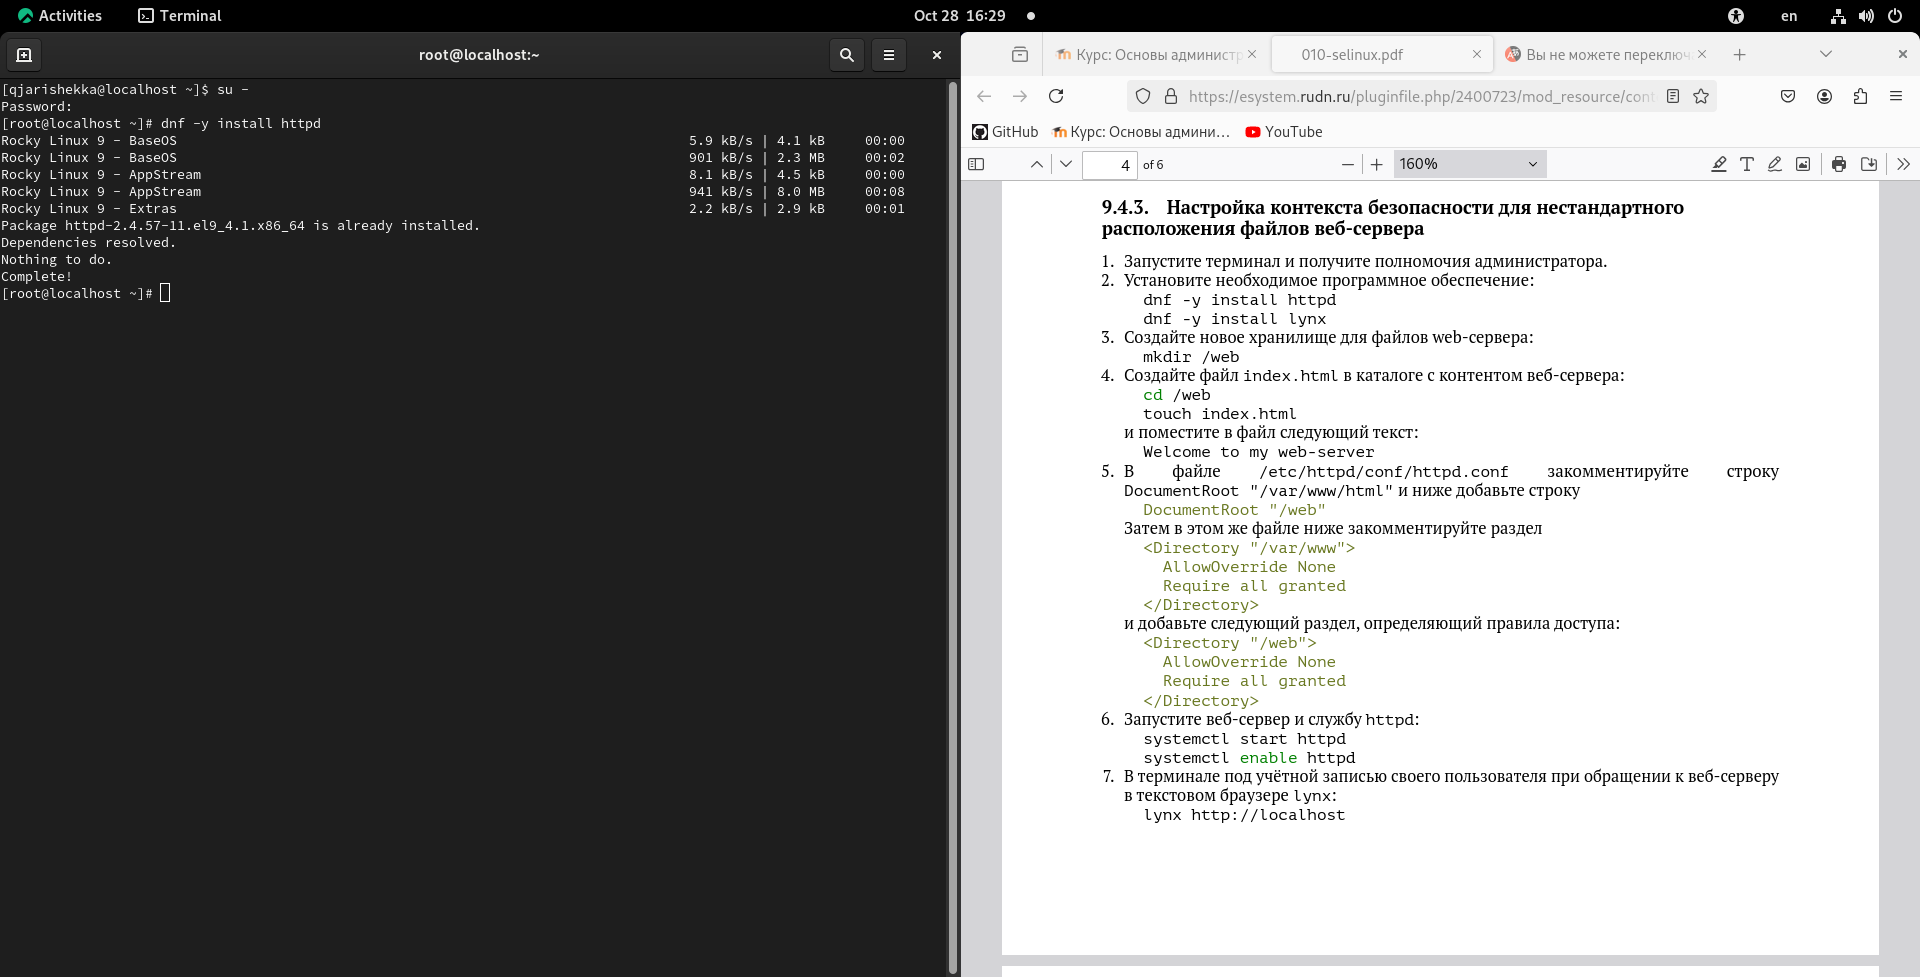 Activities Terminal Oct 28 16:29 en
root@localhost:~
[qjarishekka@localhost ~]$ su -
Password:
[root@localhost ~]# dnf -y install httpd
Rocky Linux 9 - BaseOS 5.9 kB/s | 4.1 kB 00:00
Rocky Linux 9 - BaseOS 901 kB/s | 2.3 MB 00:02
Rocky Linux 9 - AppStream 8.1 kB/s | 4.5 kB 00:00
Rocky Linux 9 - AppStream 941 kB/s | 8.0 MB 00:08
Rocky Linux 9 - Extras 2.2 kB/s | 2.9 kB 00:01
Package httpd-2.4.57-11.el9_4.1.x86_64 is already installed.
Dependencies resolved.
Nothing to do.
Complete!
[root@localhost ~]#
Курс: Основы администр 010-selinux.pdf Вы не можете переключ
https://esystem.rudn.ru/pluginfile.php/2400723/mod_resource/cont
GitHub Курс: Основы админи… YouTube
4 of 6 160%
9.4.3. Настройка контекста безопасности для нестандартного
расположения файлов веб-сервера
1. Запустите терминал и получите полномочия администратора.
2. Установите необходимое программное обеспечение:
dnf -y install httpd
dnf -y install lynx
3. Создайте новое хранилище для файлов web-сервера:
mkdir /web
4. Создайте файл index.html в каталоге с контентом веб-сервера:
cd /web
touch index.html
и поместите в файл следующий текст:
Welcome to my web-server
5. В файле /etc/httpd/conf/httpd.conf закомментируйте строку
DocumentRoot "/var/www/html" и ниже добавьте строку
DocumentRoot "/web"
Затем в этом же файле ниже закомментируйте раздел
<Directory "/var/www">
AllowOverride None
Require all granted
</Directory>
и добавьте следующий раздел, определяющий правила доступа:
<Directory "/web">
AllowOverride None
Require all granted
</Directory>
6. Запустите веб-сервер и службу httpd:
systemctl start httpd
systemctl enable httpd
7. В терминале под учётной записью своего пользователя при обращении к веб-серверу
в текстовом браузере lynx:
lynx http://localhost